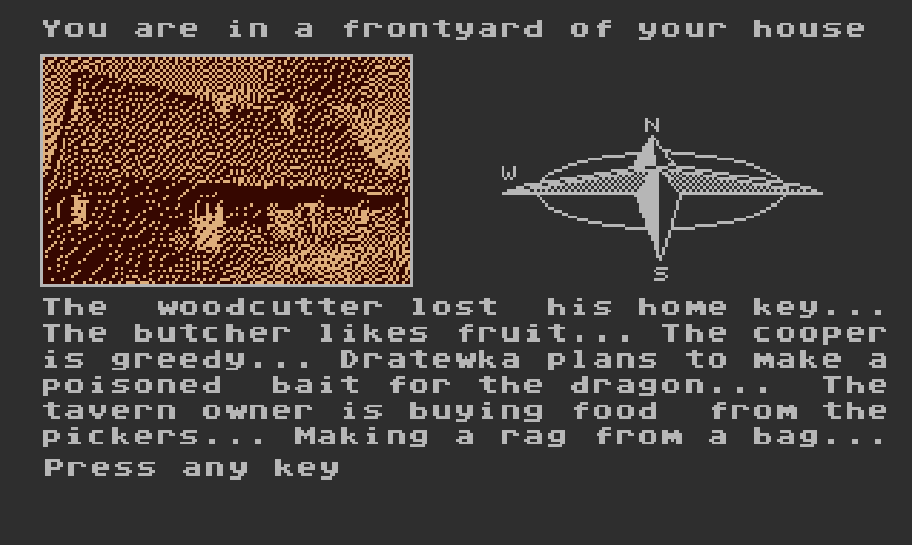 You are in a frontyard of your house
N
W
S
The  woodcutter lost  his home key...
The butcher likes fruit... The cooper
is greedy... Dratewka plans to make a
poisoned  bait for the dragon...  The
tavern owner is buying food  from the
pickers... Making a rag from a bag...
Press any key